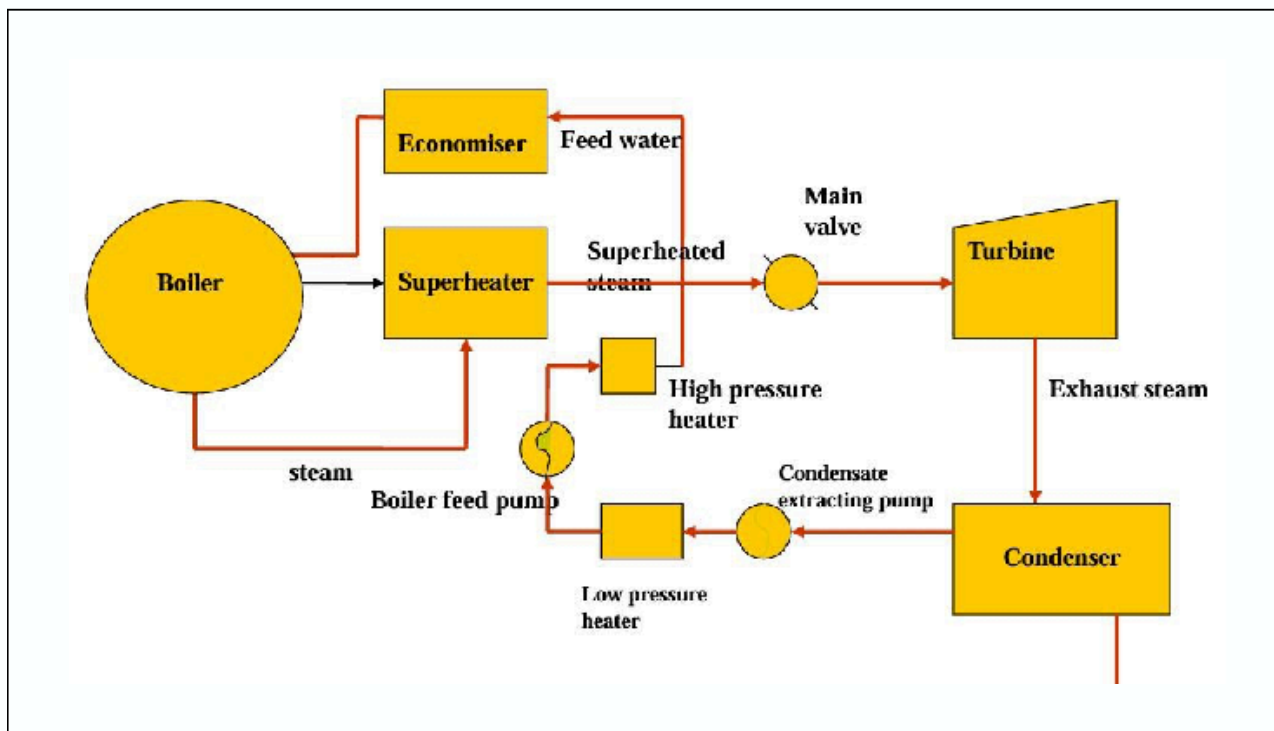 Economiser
Feed water
Main
valve
Boiler
Superheater
Superheated
steam
Turbine
High pressure
heater
Exhaust steam
steam
Boiler feed pump
Condensate
extracting pump
Condenser
Low pressure
heater